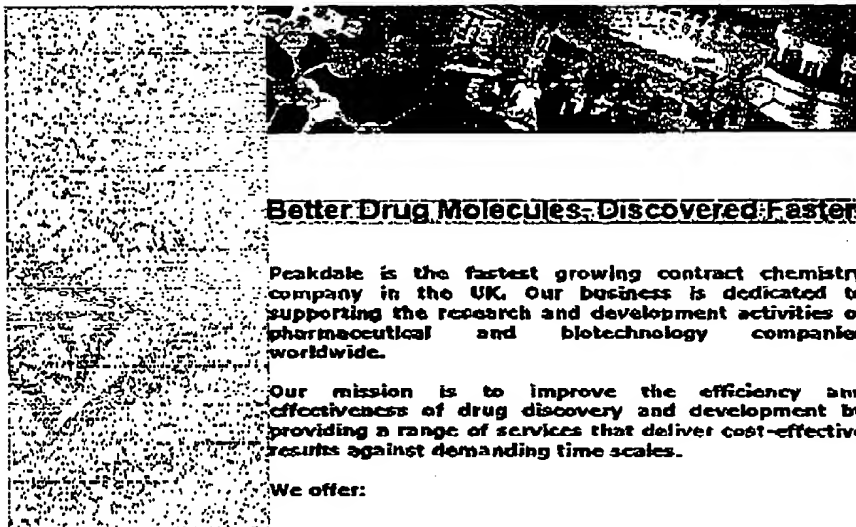 Better Drug Molecules-Discovered Faster
Peakdale is the fastest growing contract chemistry
company in the UK. Our business is dedicated to
supporting the research and development activities of
pharmaceutical and biotechnology companies
worldwide.
Our mission is to improve the efficiency and
effectiveness of drug discovery and development by
providing a range of services that deliver cost-effective
results against demanding time scales.
We offer: